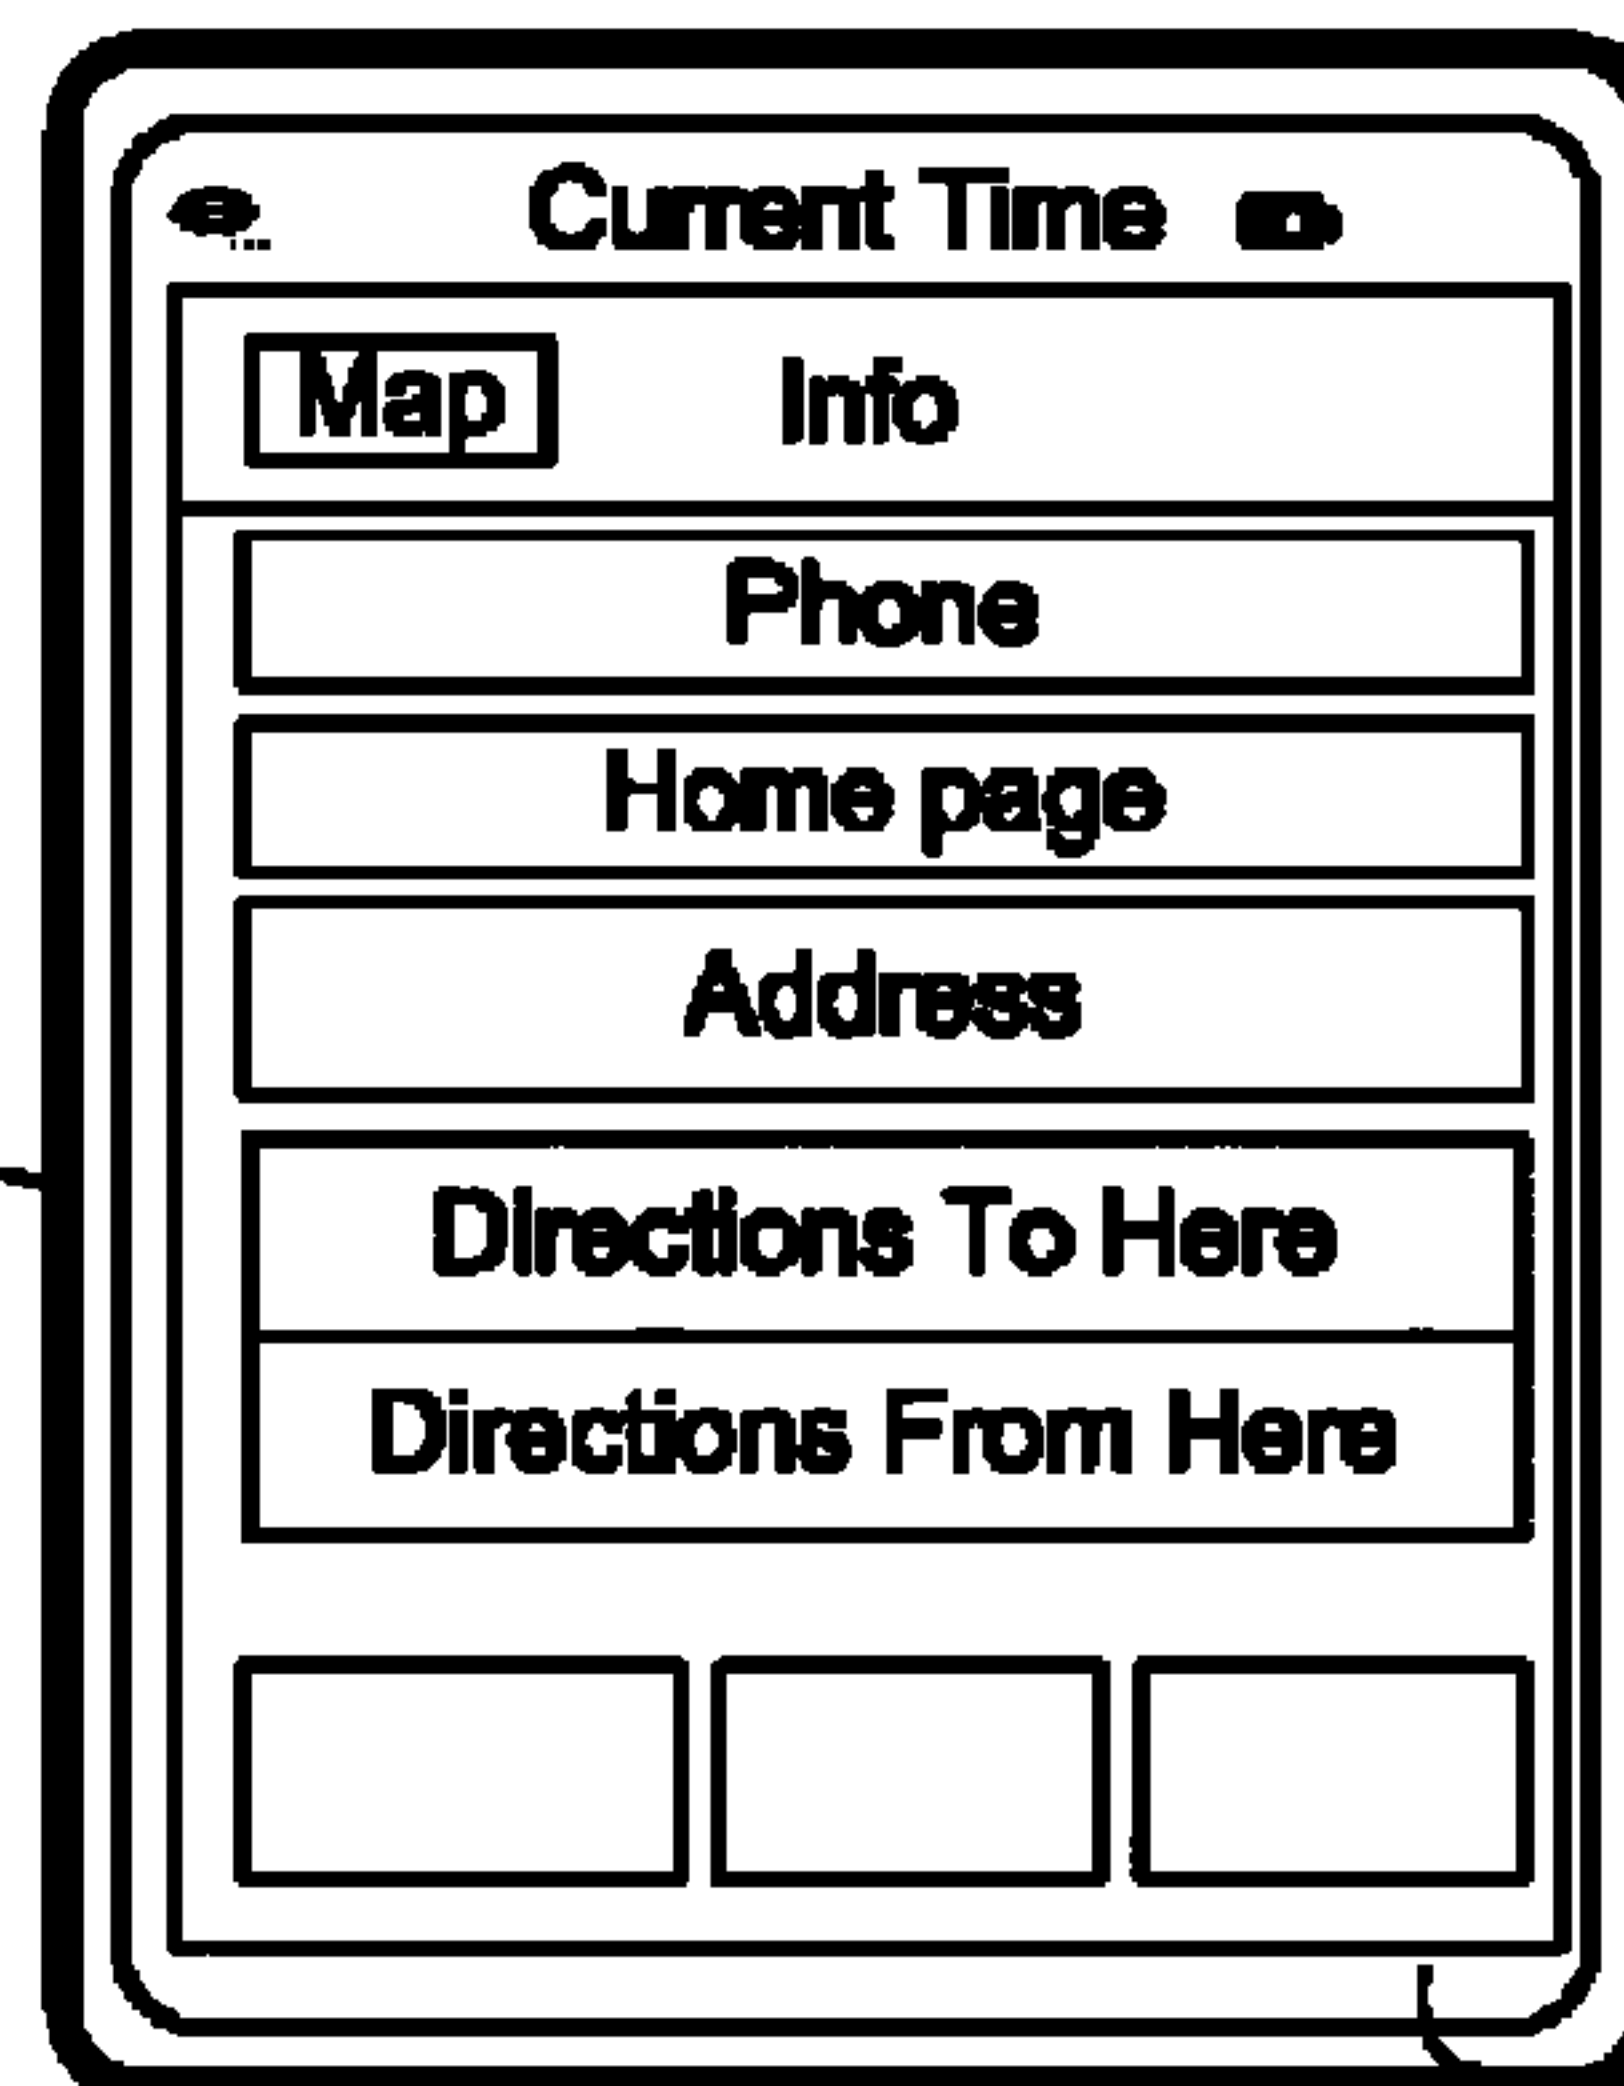 Current Time
Map Info
Phone
Home page
Address
DIrections To Here
Directions From Here